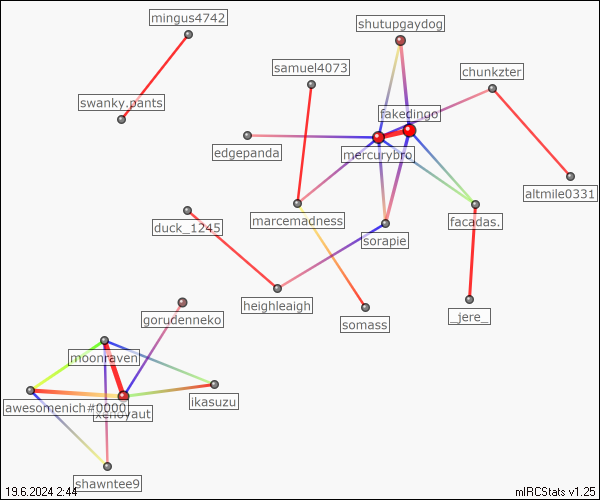 mingus4742
shutupgaydog
samuel4073
chunkzter
swanky.pants
fakedingo
edgepanda
mercurybro
altmile0331
duck_1245
marcemadness
sorapie
facadas.
heighleaigh
somass
_jere_
gorudenneko
moonraven
awesomenich#0000
xenoyaut
ikasuzu
shawntee9
19.6.2024 2:44
mIRCStats v1.25